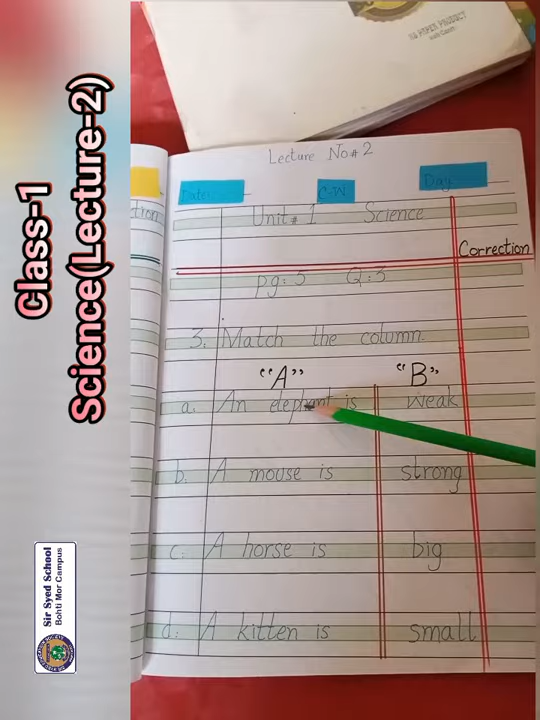 Class-1
Science(Lecture-2)
Sir Syed School
Bohti Mor Campus
Lecture No# 2
Date: C-W Day
Unit# 1 Science
Correction
pg: 5 Q:3
3. Match the column.
"A" "B"
a. An elephant is weak
b. A mouse is strong
c. A horse is big
d. A kitten is small